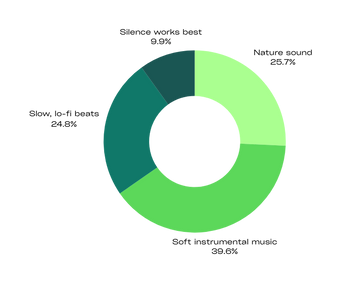 Silence works best
9.9%
Nature sound
25.7%
Slow, lo-fi beats
24.8%
Soft instrumental music
39.6%